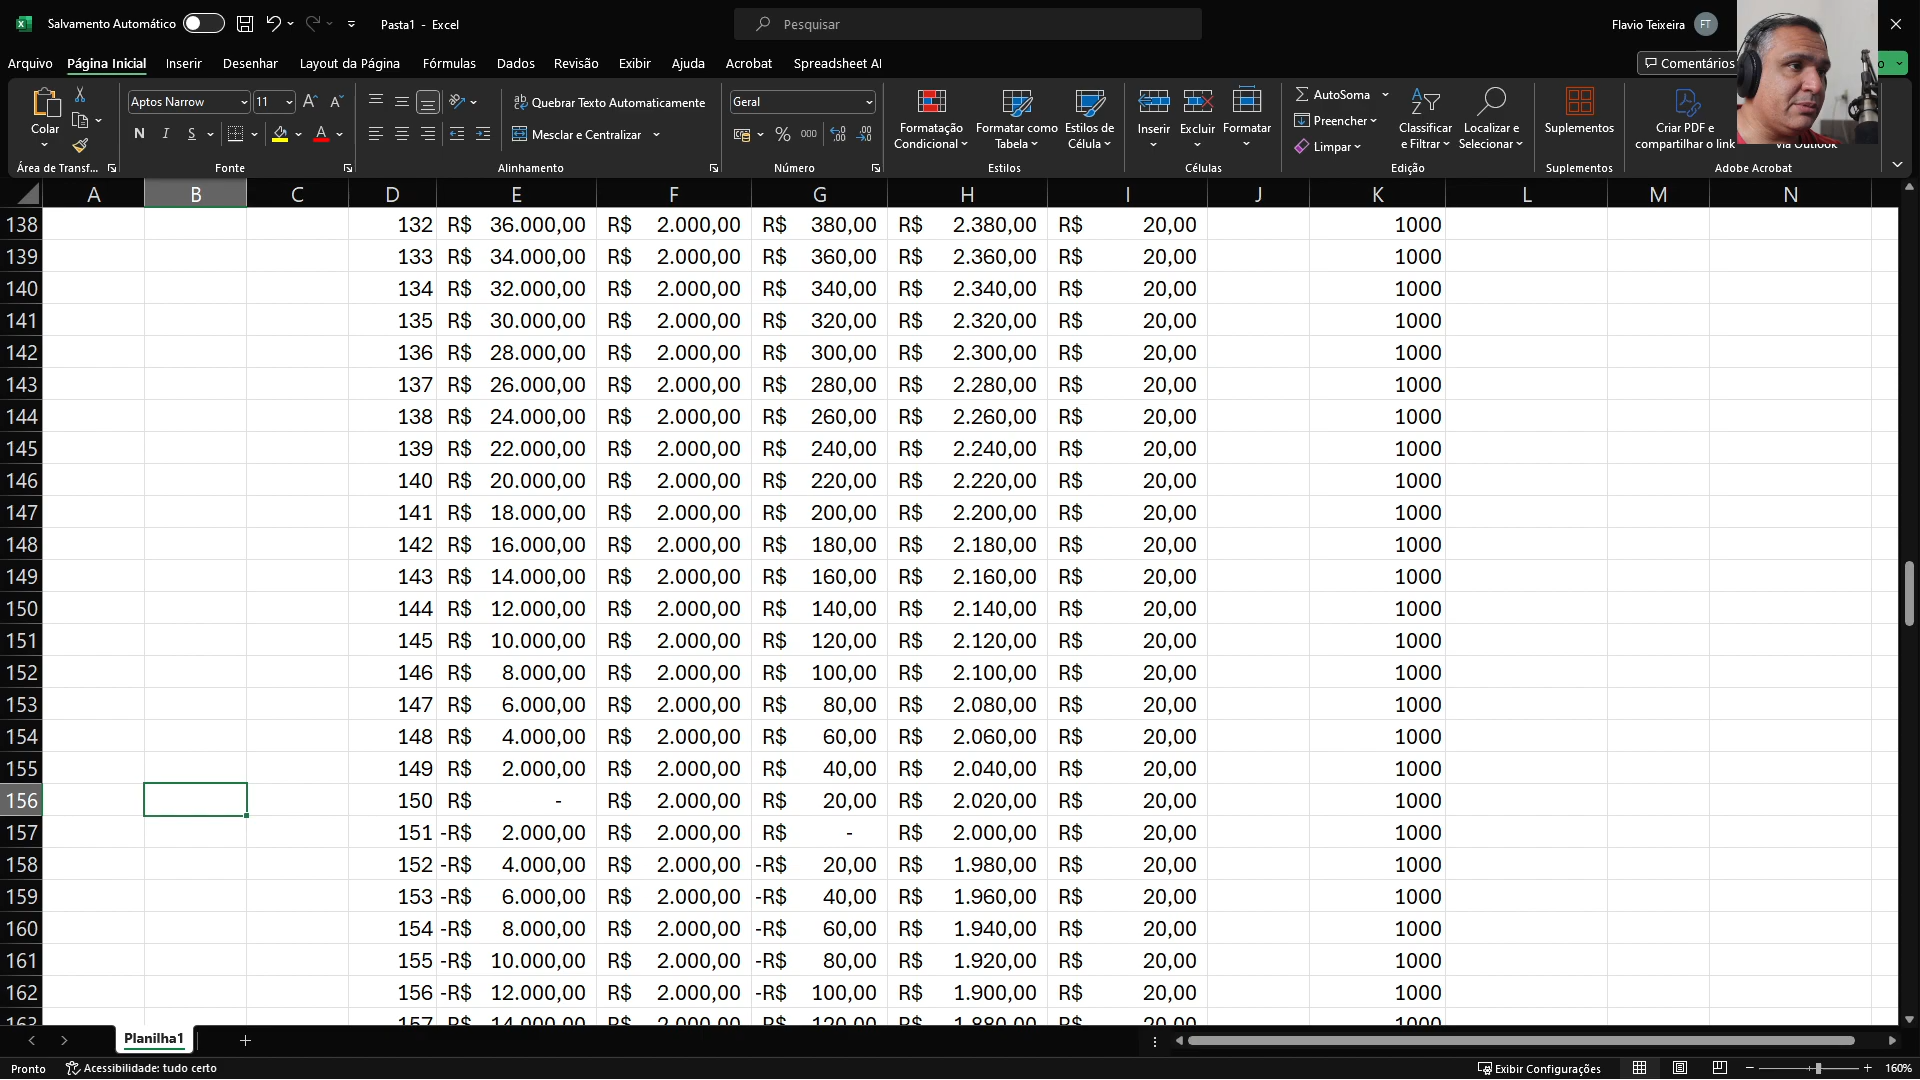 Salvamento Automático
Pasta1 - Excel
Pesquisar
Flavio Teixeira
FT
Arquivo Página Inicial Inserir Desenhar Layout da Página Fórmulas Dados Revisão Exibir Ajuda Acrobat Spreadsheet AI
Comentários
Colar
Área de Transf...
Aptos Narrow 11
N I S
Fonte
Quebrar Texto Automaticamente
Mesclar e Centralizar
Alinhamento
Geral
% 000
Número
Formatação Condicional
Formatar como Tabela
Estilos de Célula
Estilos
Inserir
Excluir
Formatar
Células
AutoSoma
Preencher
Limpar
Classificar e Filtrar
Localizar e Selecionar
Edição
Suplementos
Suplementos
Criar PDF e compartilhar o link
via Outlook
Adobe Acrobat
A B C D E F G H I J K L M N
138 132 R$ 36.000,00 R$ 2.000,00 R$ 380,00 R$ 2.380,00 R$ 20,00 1000
139 133 R$ 34.000,00 R$ 2.000,00 R$ 360,00 R$ 2.360,00 R$ 20,00 1000
140 134 R$ 32.000,00 R$ 2.000,00 R$ 340,00 R$ 2.340,00 R$ 20,00 1000
141 135 R$ 30.000,00 R$ 2.000,00 R$ 320,00 R$ 2.320,00 R$ 20,00 1000
142 136 R$ 28.000,00 R$ 2.000,00 R$ 300,00 R$ 2.300,00 R$ 20,00 1000
143 137 R$ 26.000,00 R$ 2.000,00 R$ 280,00 R$ 2.280,00 R$ 20,00 1000
144 138 R$ 24.000,00 R$ 2.000,00 R$ 260,00 R$ 2.260,00 R$ 20,00 1000
145 139 R$ 22.000,00 R$ 2.000,00 R$ 240,00 R$ 2.240,00 R$ 20,00 1000
146 140 R$ 20.000,00 R$ 2.000,00 R$ 220,00 R$ 2.220,00 R$ 20,00 1000
147 141 R$ 18.000,00 R$ 2.000,00 R$ 200,00 R$ 2.200,00 R$ 20,00 1000
148 142 R$ 16.000,00 R$ 2.000,00 R$ 180,00 R$ 2.180,00 R$ 20,00 1000
149 143 R$ 14.000,00 R$ 2.000,00 R$ 160,00 R$ 2.160,00 R$ 20,00 1000
150 144 R$ 12.000,00 R$ 2.000,00 R$ 140,00 R$ 2.140,00 R$ 20,00 1000
151 145 R$ 10.000,00 R$ 2.000,00 R$ 120,00 R$ 2.120,00 R$ 20,00 1000
152 146 R$ 8.000,00 R$ 2.000,00 R$ 100,00 R$ 2.100,00 R$ 20,00 1000
153 147 R$ 6.000,00 R$ 2.000,00 R$ 80,00 R$ 2.080,00 R$ 20,00 1000
154 148 R$ 4.000,00 R$ 2.000,00 R$ 60,00 R$ 2.060,00 R$ 20,00 1000
155 149 R$ 2.000,00 R$ 2.000,00 R$ 40,00 R$ 2.040,00 R$ 20,00 1000
156 150 R$ - R$ 2.000,00 R$ 20,00 R$ 2.020,00 R$ 20,00 1000
157 151 -R$ 2.000,00 R$ 2.000,00 R$ - R$ 2.000,00 R$ 20,00 1000
158 152 -R$ 4.000,00 R$ 2.000,00 -R$ 20,00 R$ 1.980,00 R$ 20,00 1000
159 153 -R$ 6.000,00 R$ 2.000,00 -R$ 40,00 R$ 1.960,00 R$ 20,00 1000
160 154 -R$ 8.000,00 R$ 2.000,00 -R$ 60,00 R$ 1.940,00 R$ 20,00 1000
161 155 -R$ 10.000,00 R$ 2.000,00 -R$ 80,00 R$ 1.920,00 R$ 20,00 1000
162 156 -R$ 12.000,00 R$ 2.000,00 -R$ 100,00 R$ 1.900,00 R$ 20,00 1000
163 157 -R$ 14.000,00 R$ 2.000,00 -R$ 120,00 R$ 1.880,00 R$ 20,00 1000
Planilha1
Pronto
Acessibilidade: tudo certo
Exibir Configurações
160%